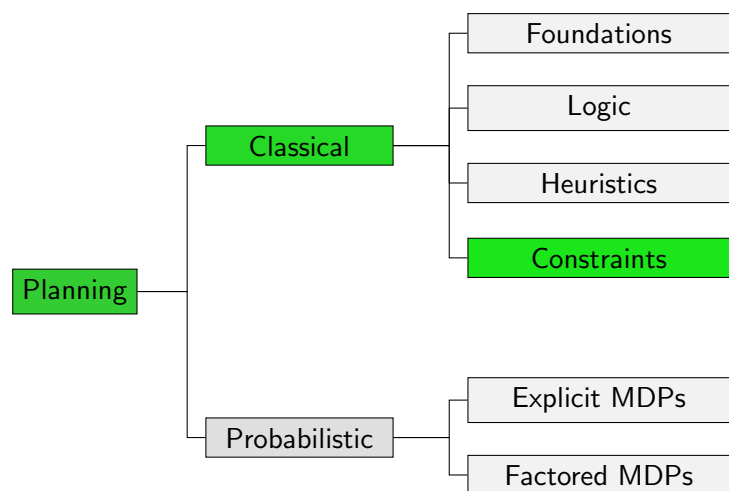 Foundations
Logic
Classical
Heuristics
Constraints
Planning
Explicit MDPs
Probabilistic
Factored MDPs